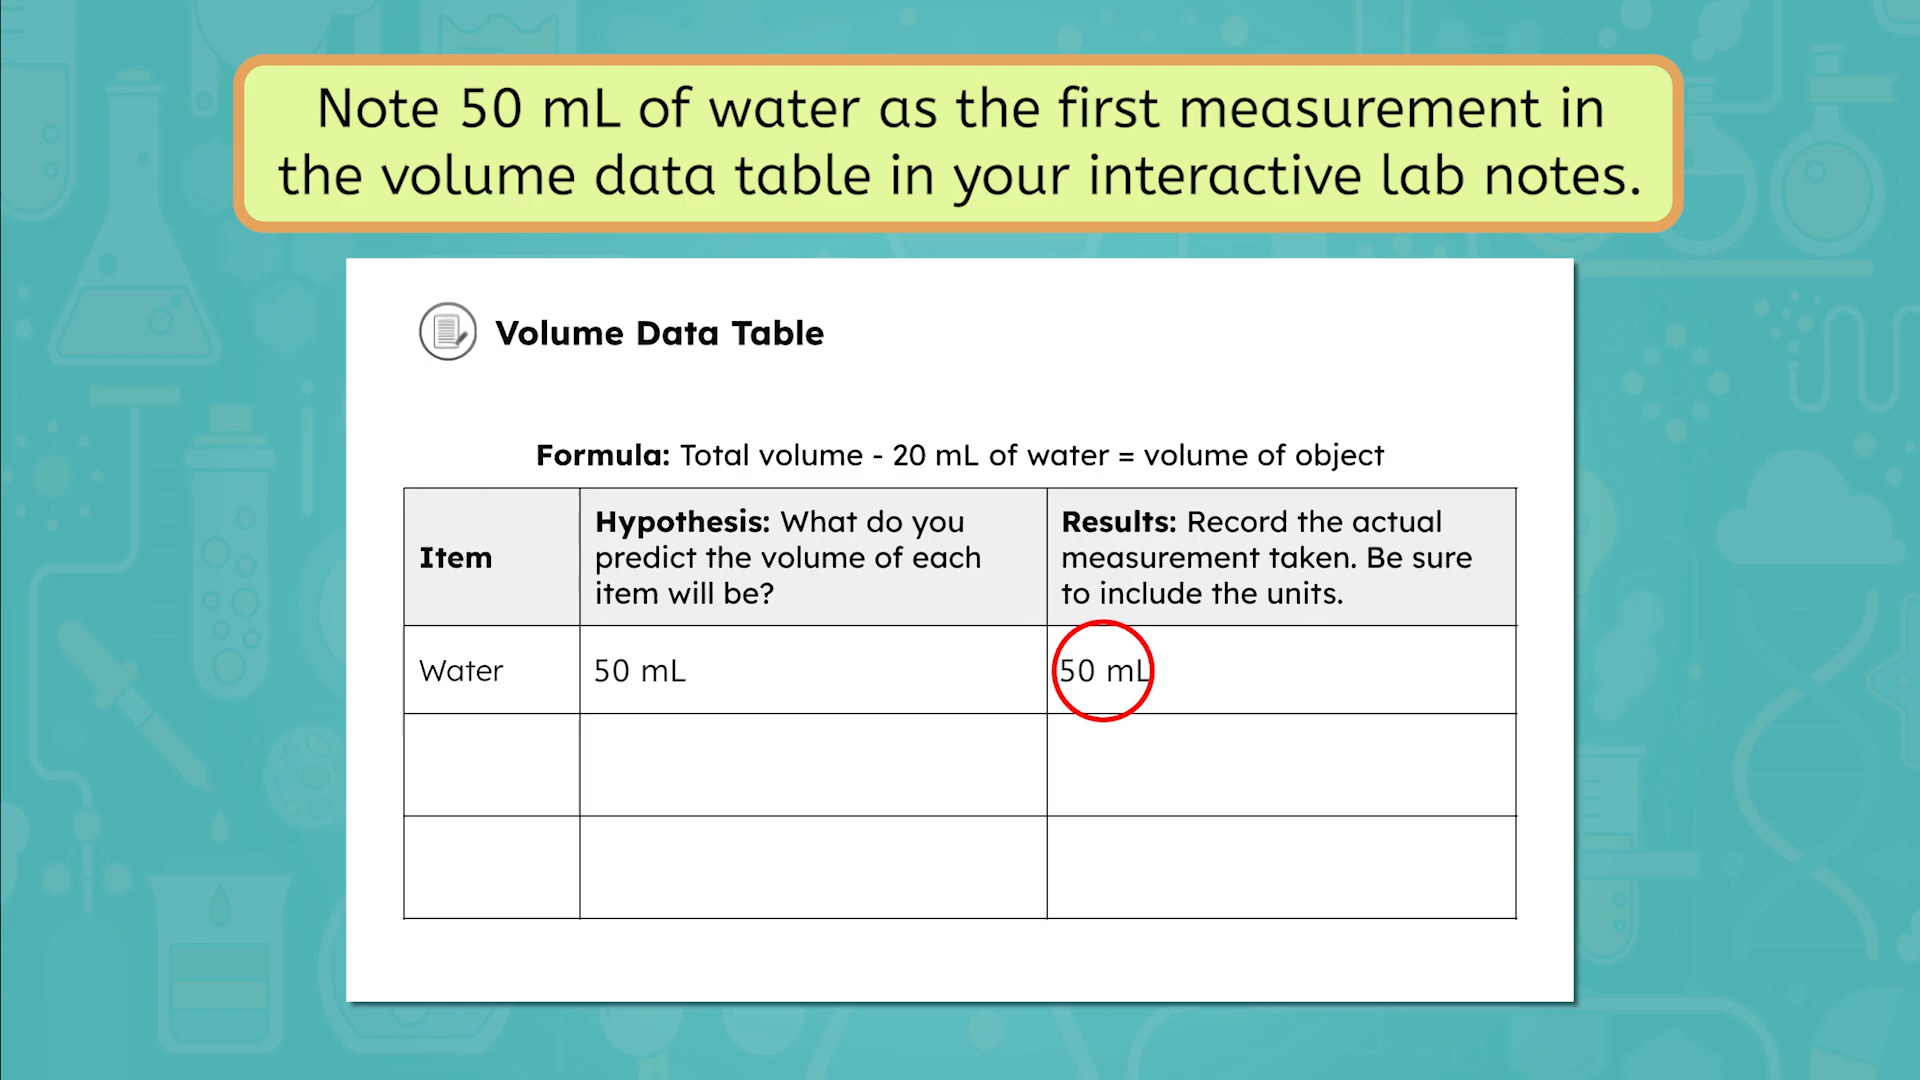 Note 50 mL of water as the first measurement in
the volume data table in your interactive lab notes.
Volume Data Table
Formula: Total volume - 20 mL of water = volume of object
Item
Hypothesis: What do you
predict the volume of each
item will be?
Results: Record the actual
measurement taken. Be sure
to include the units.
Water
50 mL
50 mL